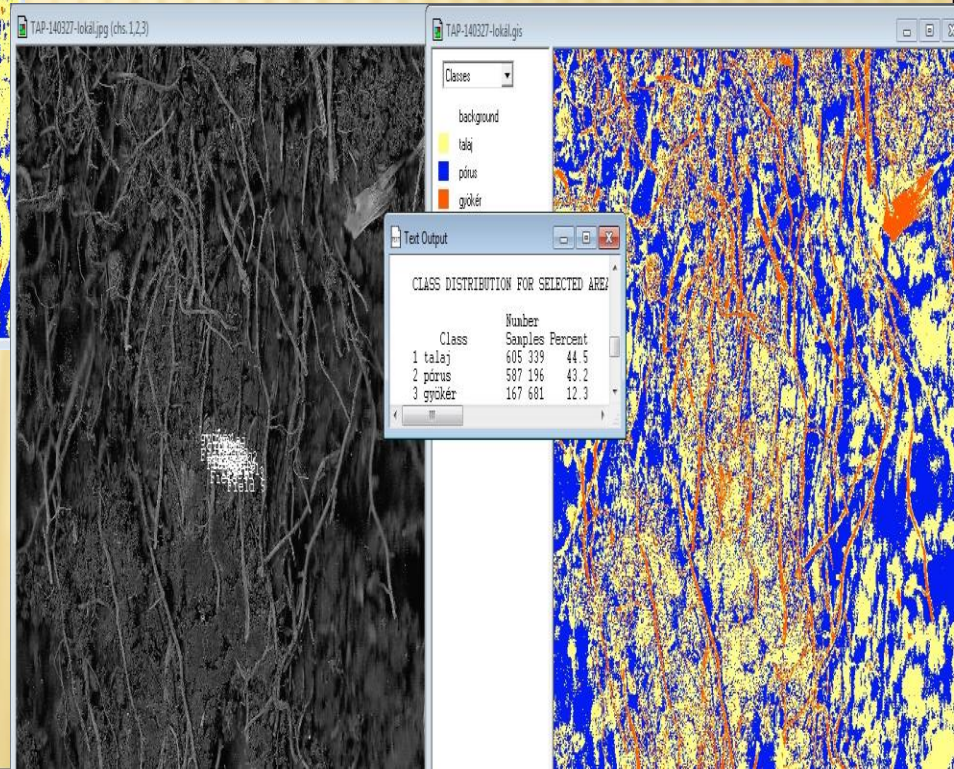 TAP-140327-lokál.jpg (chs. 1,2,3)
TAP-140327-lokál.gis
Classes
background
talaj
pórus
gyökér
Text Output
CLASS DISTRIBUTION FOR SELECTED AREA
Number
Class Samples Percent
1 talaj 605 339 44.5
2 pórus 587 196 43.2
3 gyökér 167 681 12.3
Field